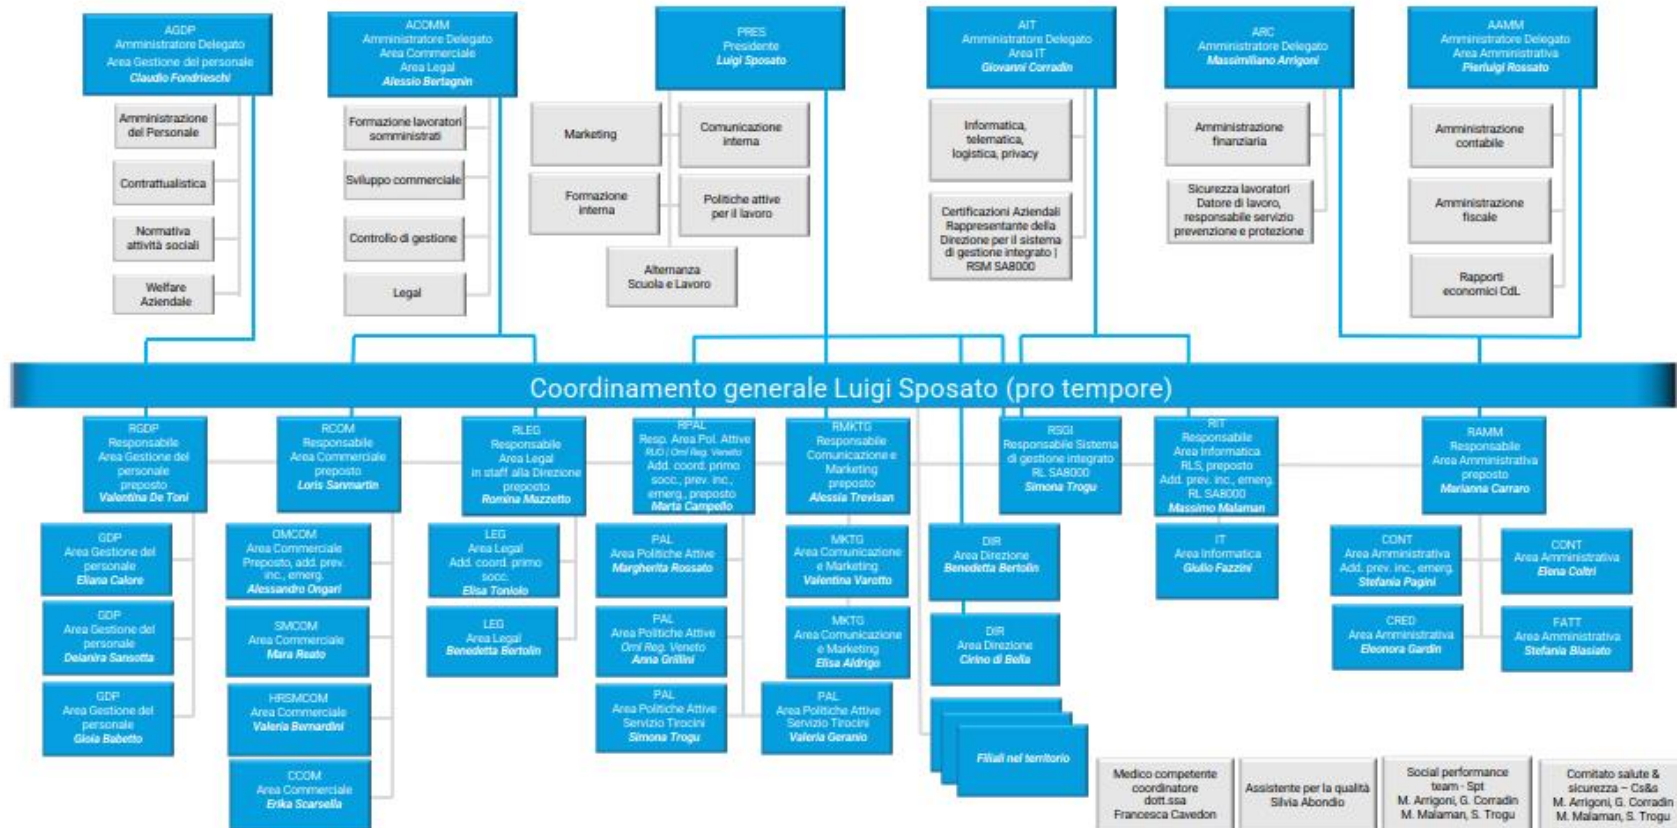 AGDP
Amministratore Delegato
Area Gestione del personale
Claudio Fondrieschi
ACOMM
Amministratore Delegato
Area Commerciale
Area Legal
Alessio Bertagnin
PRES
Presidente
Luigi Sposato
AIT
Amministratore Delegato
Area IT
Giovanni Corradin
ARC
Amministratore Delegato
Massimiliano Arrigoni
AAMM
Amministratore Delegato
Area Amministrativa
Pierluigi Rossato
Amministrazione
del Personale
Contrattualistica
Normativa
attività sociali
Welfare
Aziendale
Formazione lavoratori
somministrati
Sviluppo commerciale
Controllo di gestione
Legal
Marketing
Comunicazione
interna
Formazione
interna
Politiche attive
per il lavoro
Alternanza
Scuola e Lavoro
Informatica,
telematica,
logistica, privacy
Certificazioni Aziendali
Rappresentante della
Direzione per il sistema
di gestione integrato |
RSM SA8000
Amministrazione
finanziaria
Sicurezza lavoratori
Datore di lavoro,
responsabile servizio
prevenzione e protezione
Amministrazione
contabile
Amministrazione
fiscale
Rapporti
economici CdL
Coordinamento generale Luigi Sposato (pro tempore)
RGDP
Responsabile
Area Gestione del
personale
preposto
Valentina De Toni
RCOM
Responsabile
Area Commerciale
preposto
Loris Sanmartin
RLEG
Responsabile
Area Legal
in staff alla Direzione
preposto
Romina Mazzetto
RPAL
Resp. Area Pol. Attive
RUO | Oml Reg. Veneto
Add. coord. primo
socc., prev. inc.,
emerg., preposto
Marta Campello
RMKTG
Responsabile
Comunicazione e
Marketing
preposto
Alessia Trevisan
RSGI
Responsabile Sistema
di gestione integrato
RL SA8000
Simona Trogu
RIT
Responsabile
Area Informatica
RLS, preposto
Add. prev. inc., emerg.
RL SA8000
Massimo Malaman
RAMM
Responsabile
Area Amministrativa
preposto
Marianna Carraro
GDP
Area Gestione del
personale
Eliana Calore
GDP
Area Gestione del
personale
Deianira Sansotta
GDP
Area Gestione del
personale
Gioia Babetto
OMCOM
Area Commerciale
Preposto, add. prev.
inc., emerg.
Alessandro Ongari
SMCOM
Area Commerciale
Mara Reato
HRSMCOM
Area Commerciale
Valeria Bernardini
CCOM
Area Commerciale
Erika Scarsella
LEG
Area Legal
Add. coord. primo
socc.
Elisa Toniolo
LEG
Area Legal
Benedetta Bertolin
PAL
Area Politiche Attive
Margherita Rossato
PAL
Area Politiche Attive
Oml Reg. Veneto
Anna Grillini
PAL
Area Politiche Attive
Servizio Tirocini
Simona Trogu
MKTG
Area Comunicazione
e Marketing
Valentina Varotto
MKTG
Area Comunicazione
e Marketing
Elisa Aldrigo
PAL
Area Politiche Attive
Servizio Tirocini
Valeria Geranio
DIR
Area Direzione
Benedetta Bertolin
DIR
Area Direzione
Cirino di Bella
Filiali nel territorio
IT
Area Informatica
Giulio Fazzini
CONT
Area Amministrativa
Add. prev. inc., emerg.
Stefania Pagini
CONT
Area Amministrativa
Elena Coltri
CRED
Area Amministrativa
Eleonora Gardin
FATT
Area Amministrativa
Stefania Blasiato
Medico competente
coordinatore
dott.ssa
Francesca Cavedon
Assistente per la qualità
Silvia Abondio
Social performance
team - Spt
M. Arrigoni, G. Corradin
M. Malaman, S. Trogu
Comitato salute &
sicurezza – Cs&s
M. Arrigoni, G. Corradin
M. Malaman, S. Trogu